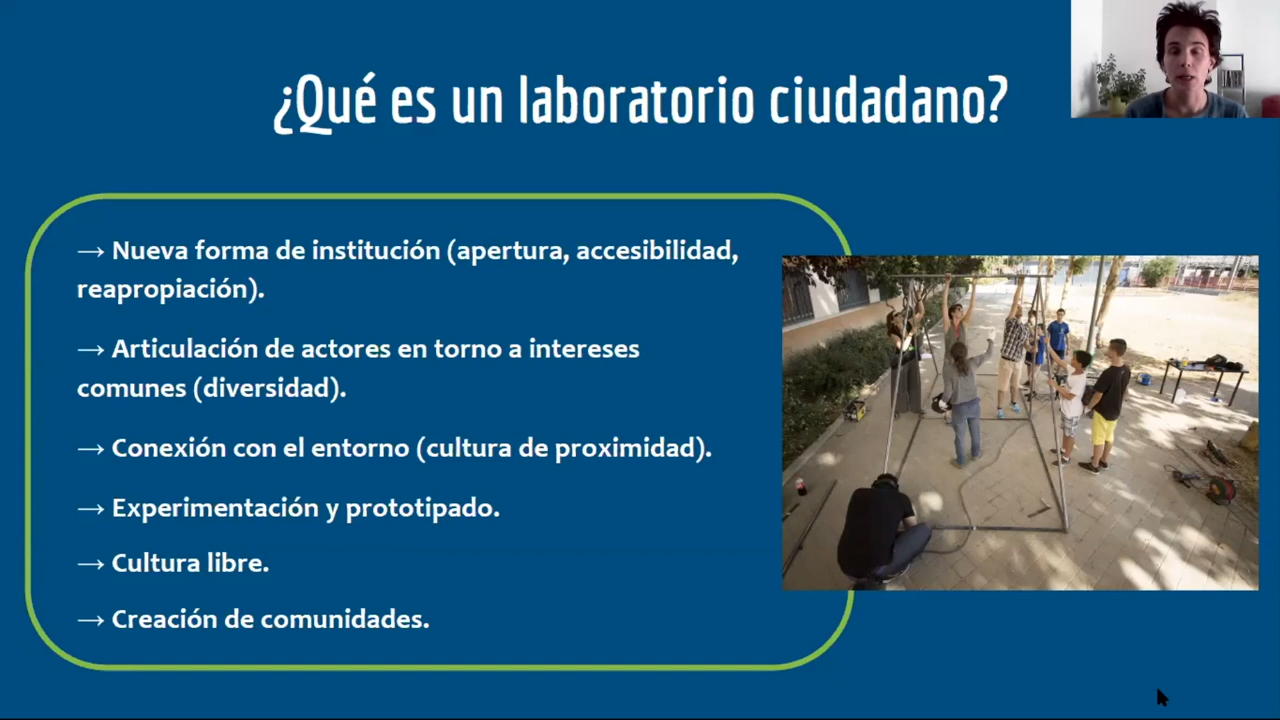 ¿Qué es un laboratorio ciudadano?
→ Nueva forma de institución (apertura, accesibilidad,
reapropiación).
→ Articulación de actores en torno a intereses
comunes (diversidad).
→ Conexión con el entorno (cultura de proximidad).
→ Experimentación y prototipado.
→ Cultura libre.
→ Creación de comunidades.